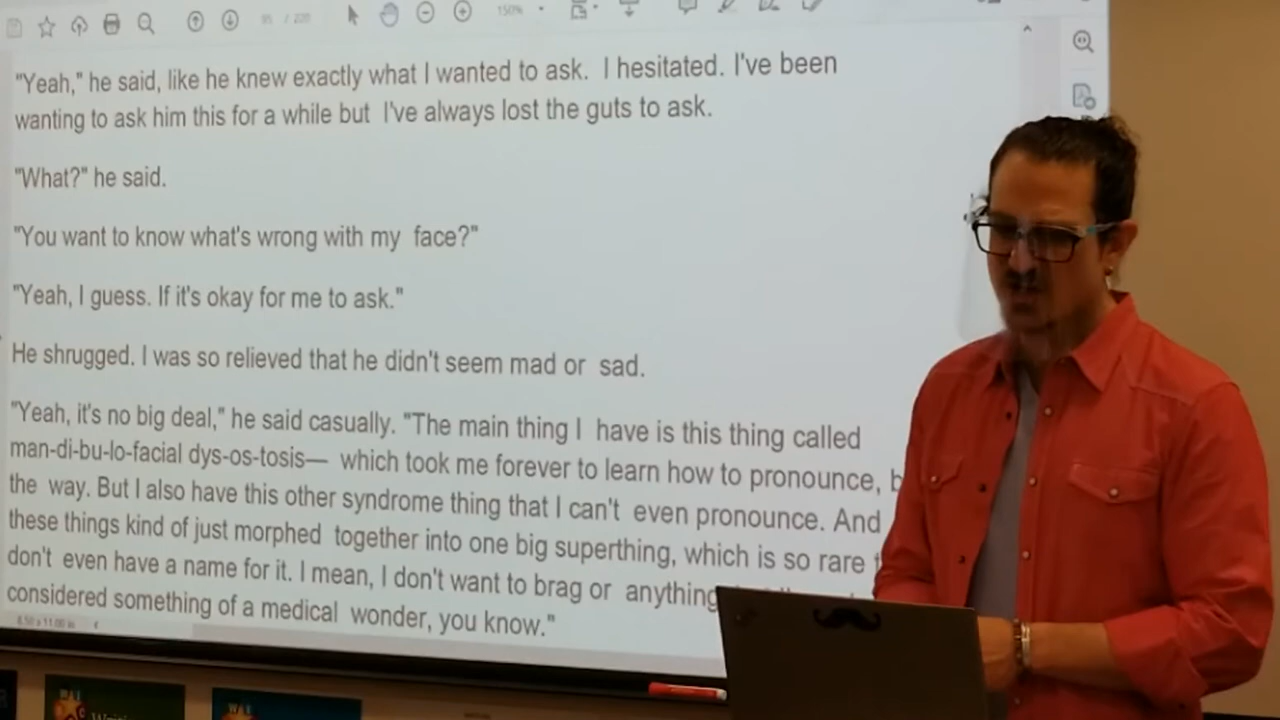 150%
"Yeah," he said, like he knew exactly what I wanted to ask. I hesitated. I've been
wanting to ask him this for a while but I've always lost the guts to ask.
"What?" he said.
"You want to know what's wrong with my face?"
"Yeah, I guess. If it's okay for me to ask."
He shrugged. I was so relieved that he didn't seem mad or sad.
"Yeah, it's no big deal," he said casually. "The main thing I have is this thing called
man-di-bu-lo-facial dys-os-tosis— which took me forever to learn how to pronounce, b
the way. But I also have this other syndrome thing that I can't even pronounce. And
these things kind of just morphed together into one big superthing, which is so rare
don't even have a name for it. I mean, I don't want to brag or anything
considered something of a medical wonder, you know."
8.50 x 11.00 in